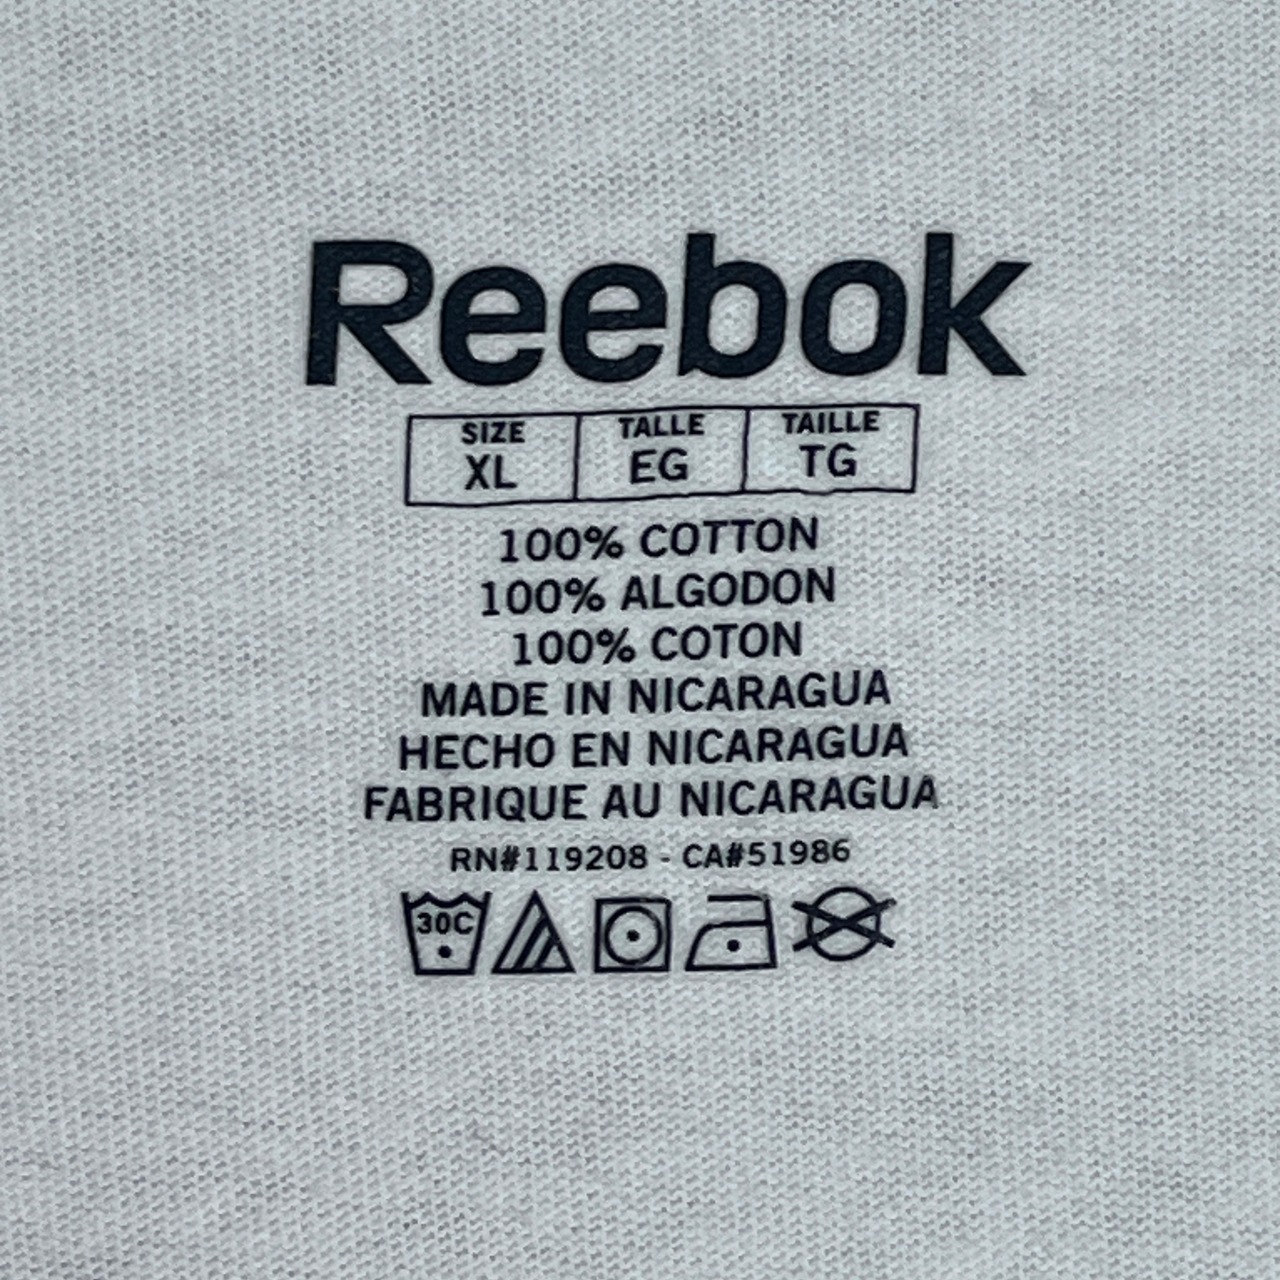 Reebok
SIZE TALLE TAILLE
XL EG TG
100% COTTON
100% ALGODON
100% COTON
MADE IN NICARAGUA
HECHO EN NICARAGUA
FABRIQUE AU NICARAGUA
RN#119208 - CA#51986
30C